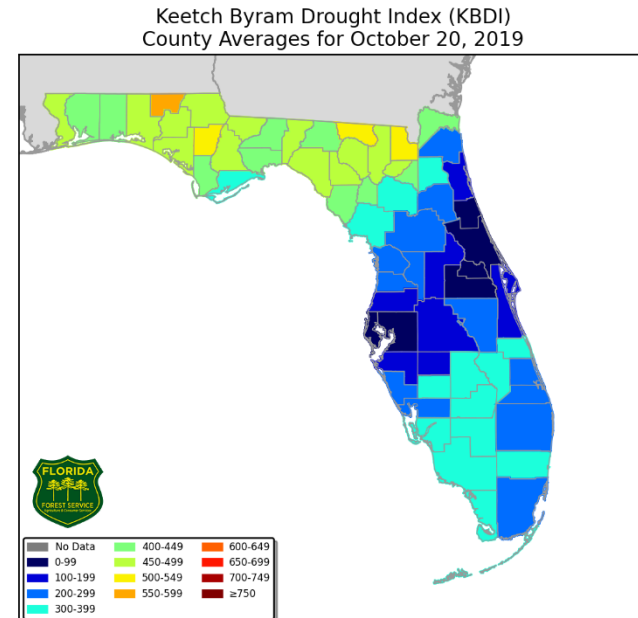 Keetch Byram Drought Index (KBDI)
County Averages for October 20, 2019
FLORIDA
FOREST SERVICE
No Data
0-99
100-199
200-299
300-399
400-449
450-499
500-549
550-599
600-649
650-699
700-749
≥750